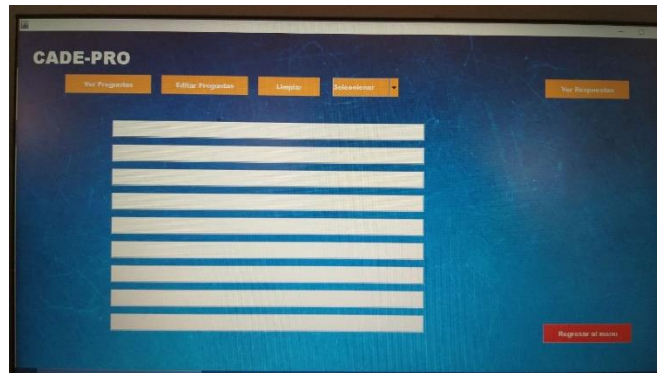 CADE-PRO
Ver Preguntas Editar Preguntas Limpiar Seleccionar Ver Respuestas
Regresar al menu